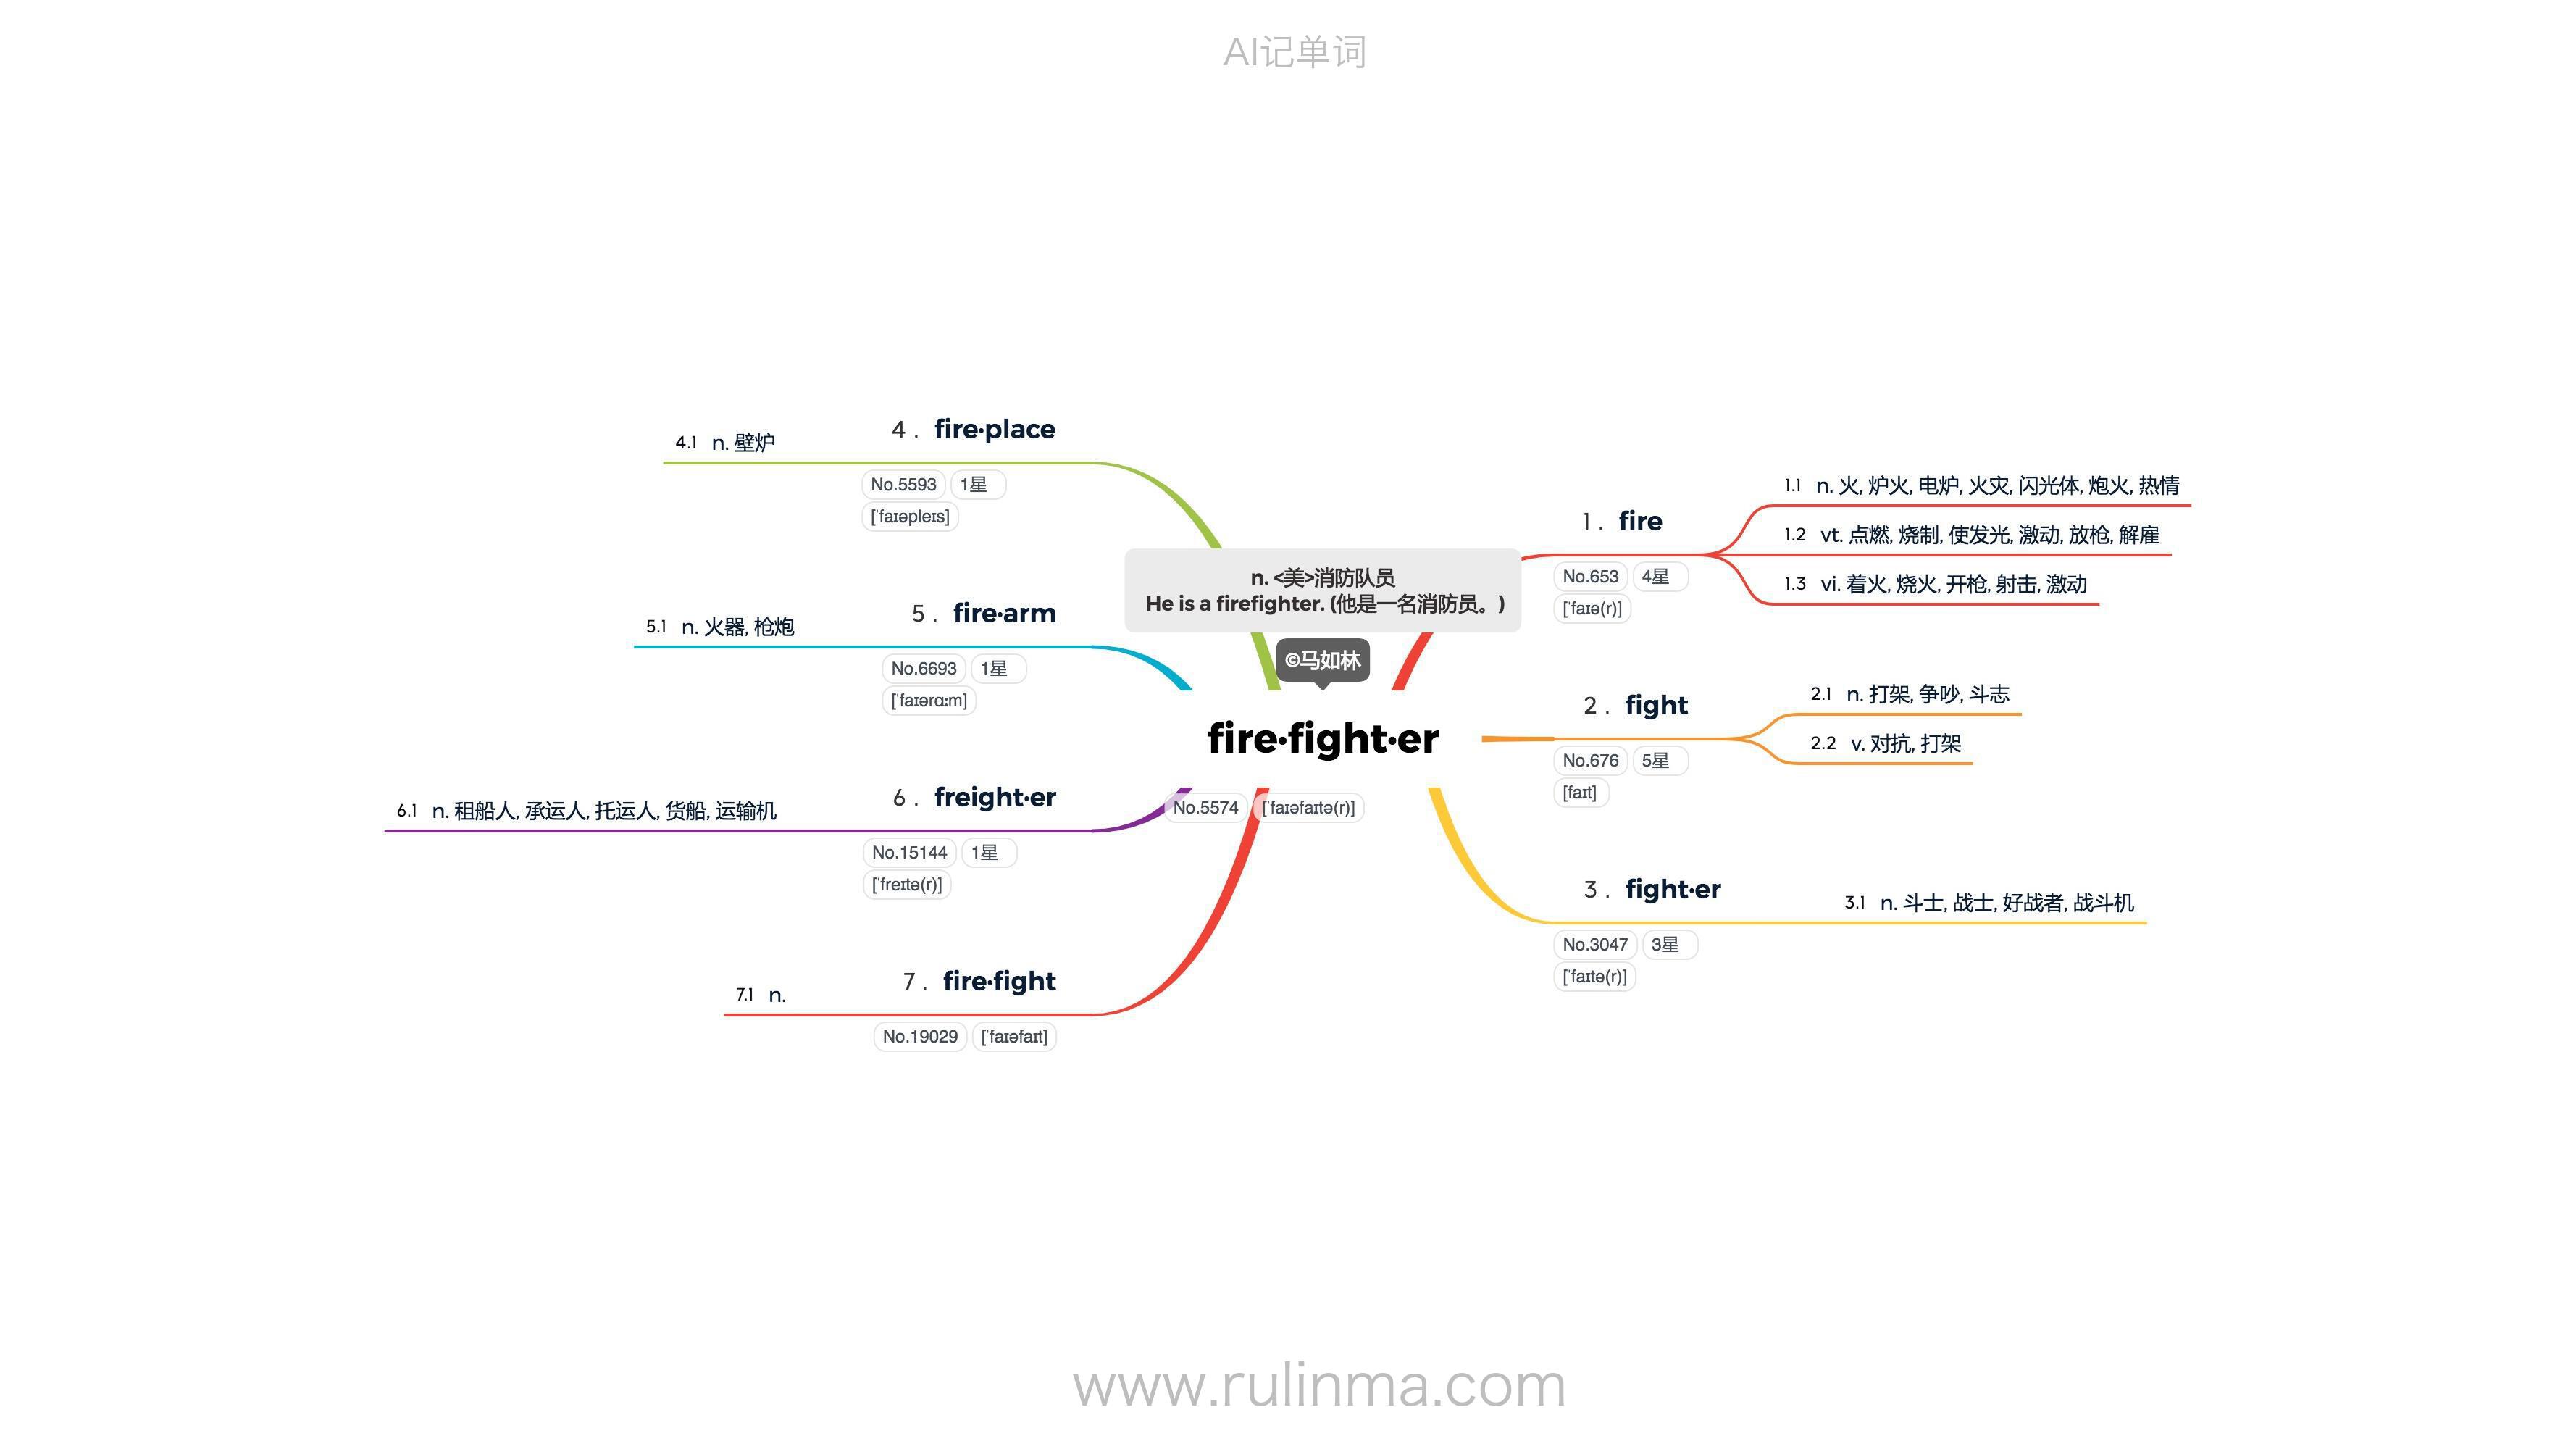 AI记单词
n. <美>消防队员
He is a firefighter. (他是一名消防员。)
©马如林
fire·fight·er
No.5574 [ˈfaɪəfaɪtə(r)]
1 . fire
No.653 4星
[ˈfaɪə(r)]
1.1 n. 火, 炉火, 电炉, 火灾, 闪光体, 炮火, 热情
1.2 vt. 点燃, 烧制, 使发光, 激动, 放枪, 解雇
1.3 vi. 着火, 烧火, 开枪, 射击, 激动
2 . fight
No.676 5星
[faɪt]
2.1 n. 打架, 争吵, 斗志
2.2 v. 对抗, 打架
3 . fight·er
No.3047 3星
[ˈfaɪtə(r)]
3.1 n. 斗士, 战士, 好战者, 战斗机
4 . fire·place
No.5593 1星
[ˈfaɪəpleɪs]
4.1 n. 壁炉
5 . fire·arm
No.6693 1星
[ˈfaɪərɑːm]
5.1 n. 火器, 枪炮
6 . freight·er
No.15144 1星
[ˈfreɪtə(r)]
6.1 n. 租船人, 承运人, 托运人, 货船, 运输机
7 . fire·fight
No.19029 [ˈfaɪəfaɪt]
7.1 n.
www.rulinma.com